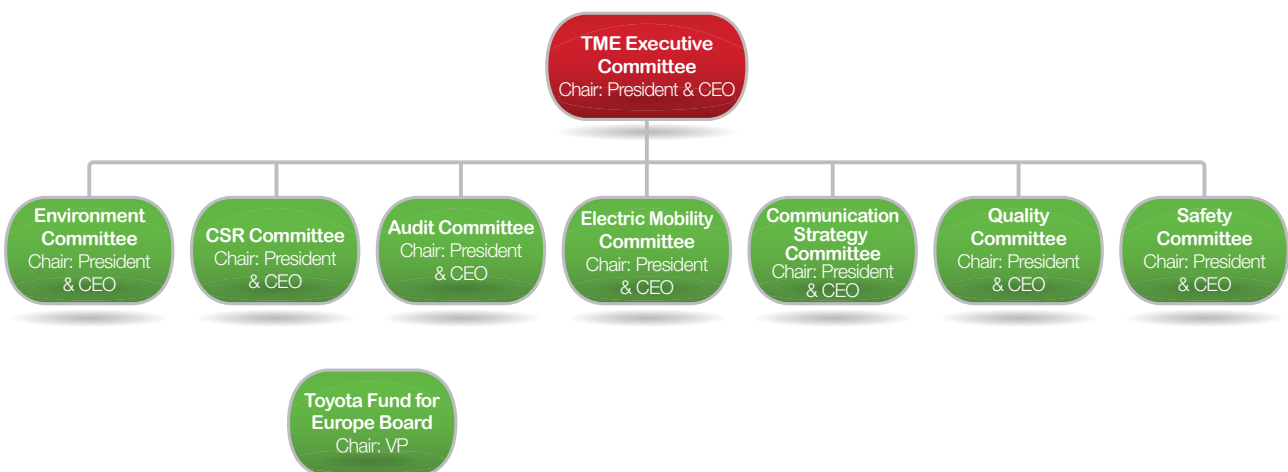 TME Executive
Committee
Chair: President & CEO
Environment
Committee
Chair: President
& CEO
CSR Committee
Chair: President
& CEO
Audit Committee
Chair: President
& CEO
Electric Mobility
Committee
Chair: President
& CEO
Communication
Strategy
Committee
Chair: President
& CEO
Quality
Committee
Chair: President
& CEO
Safety
Committee
Chair: President
& CEO
Toyota Fund for
Europe Board
Chair: VP